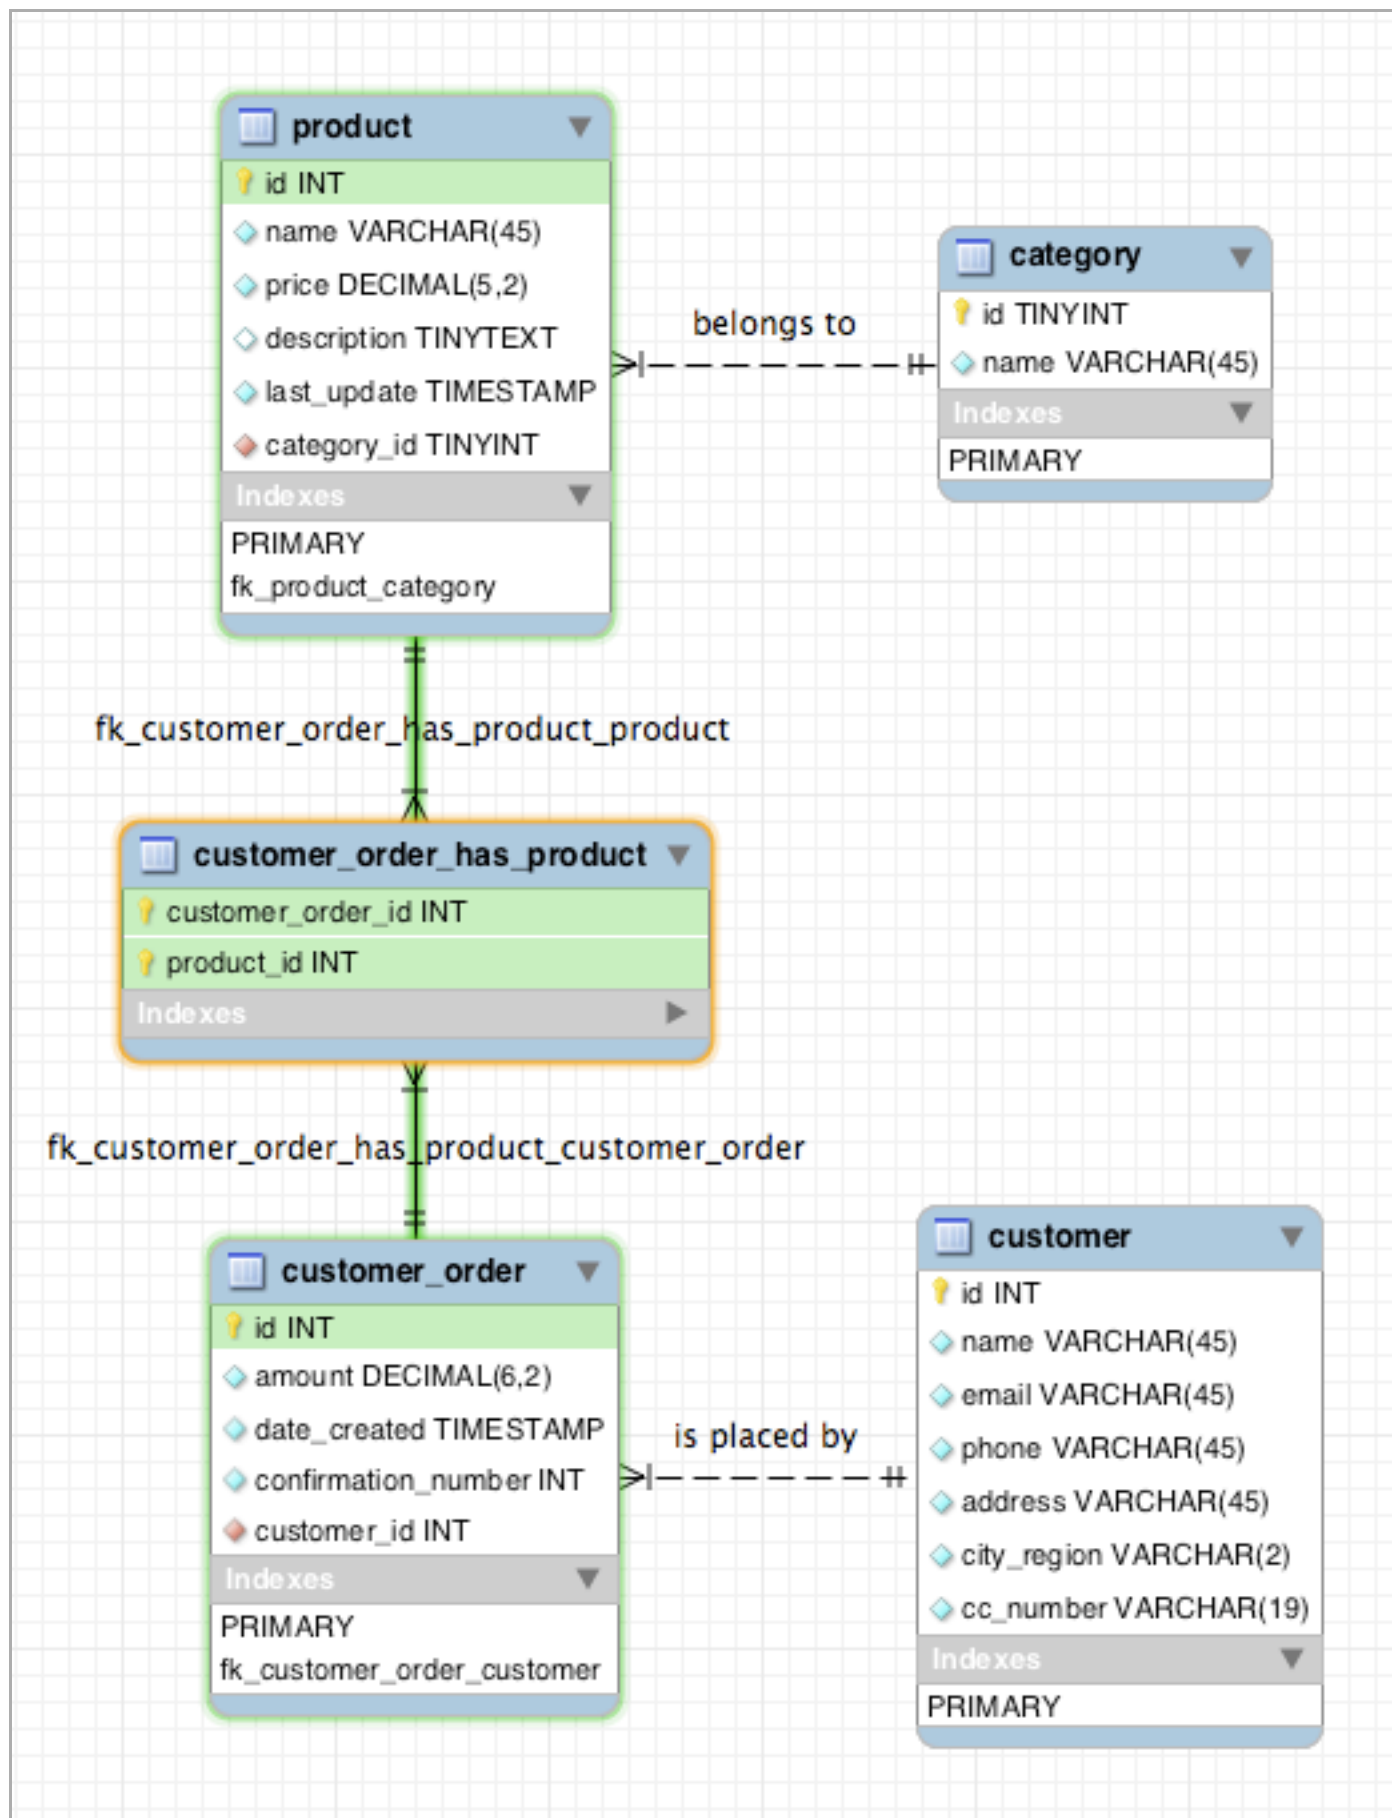 product
id INT
name VARCHAR(45)
price DECIMAL(5,2)
description TINYTEXT
last_update TIMESTAMP
category_id TINYINT
Indexes
PRIMARY
fk_product_category
belongs to
category
id TINYINT
name VARCHAR(45)
Indexes
PRIMARY
fk_customer_order_has_product_product
customer_order_has_product
customer_order_id INT
product_id INT
Indexes
fk_customer_order_has_product_customer_order
customer_order
id INT
amount DECIMAL(6,2)
date_created TIMESTAMP
confirmation_number INT
customer_id INT
Indexes
PRIMARY
fk_customer_order_customer
is placed by
customer
id INT
name VARCHAR(45)
email VARCHAR(45)
phone VARCHAR(45)
address VARCHAR(45)
city_region VARCHAR(2)
cc_number VARCHAR(19)
Indexes
PRIMARY